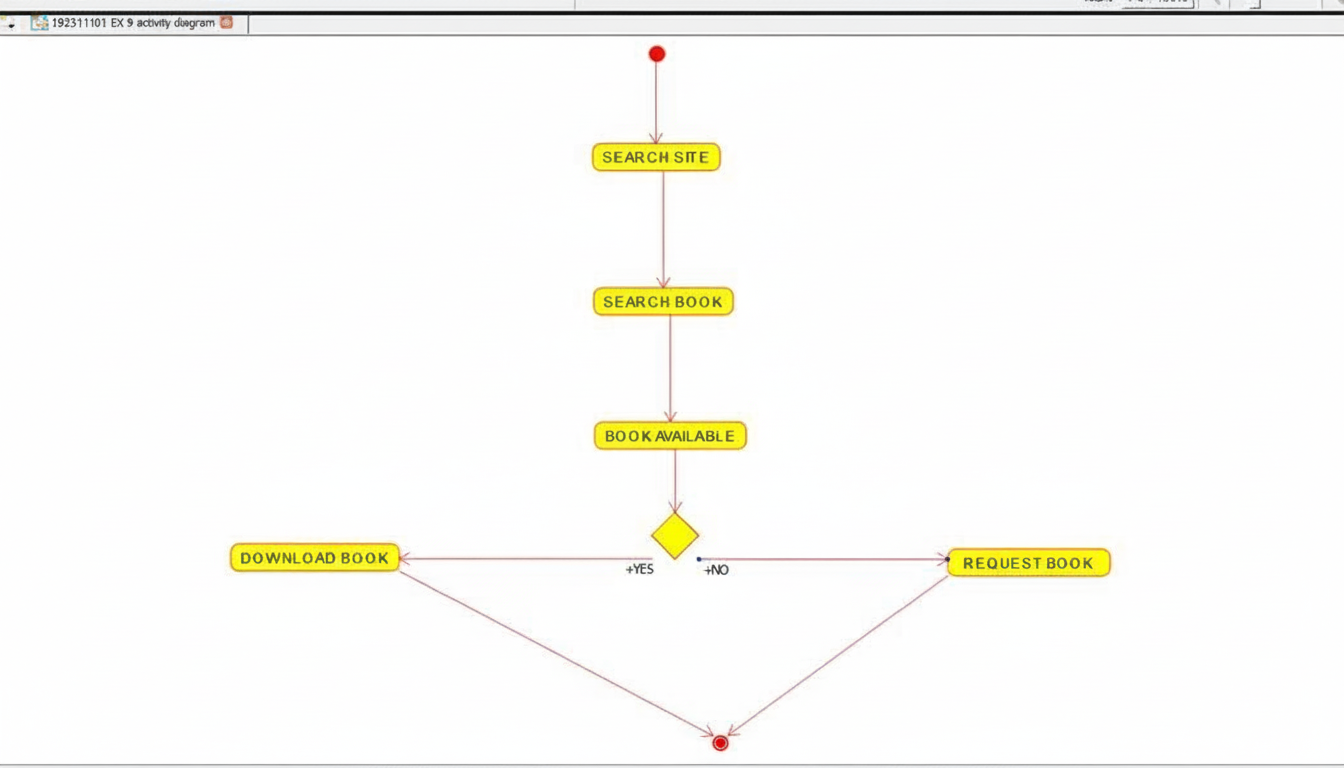 192311101 EX 9 activity diagram
SEARCH SITE
SEARCH BOOK
BOOK AVAILABLE
DOWNLOAD BOOK
+YES
+NO
REQUEST BOOK